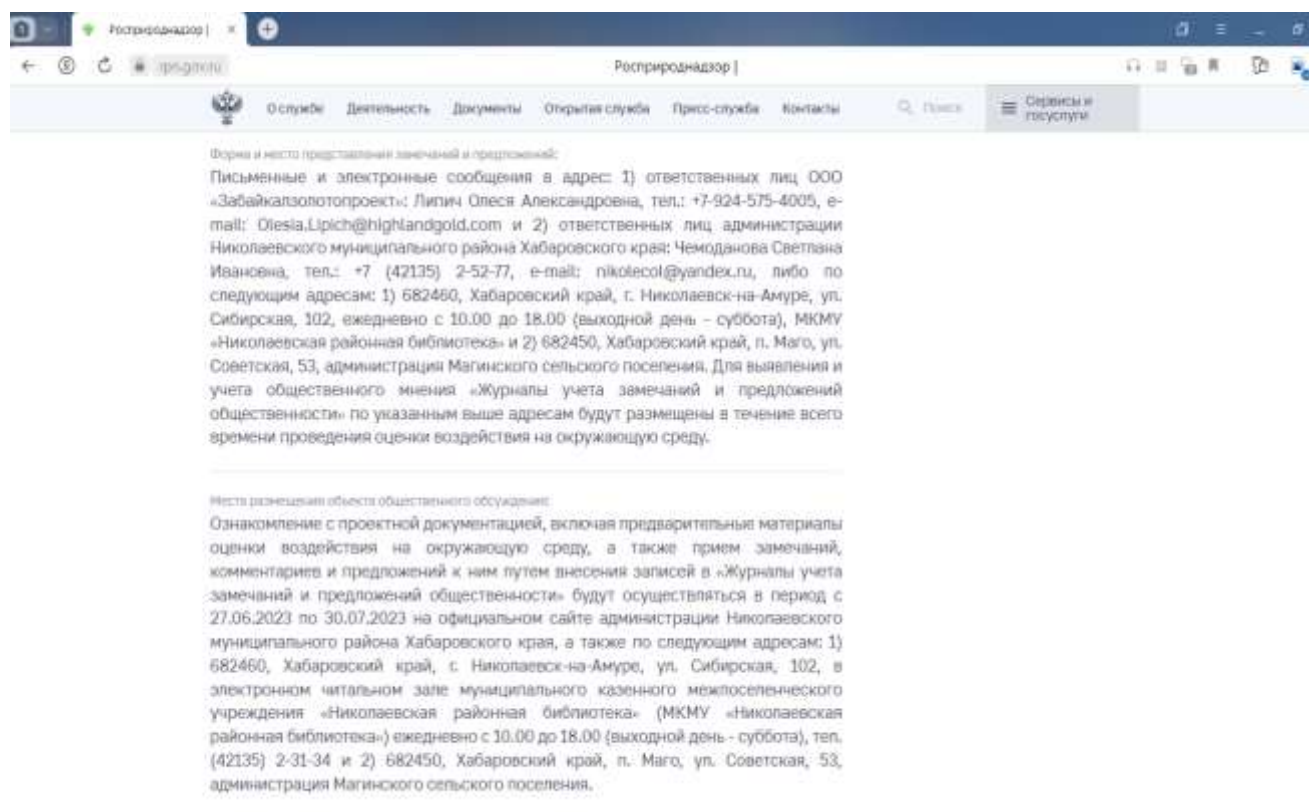 Росприроднадзор |
rpn.gov.ru
Росприроднадзор |
О службе Деятельность Документы Открытая служба Пресс-служба Контакты Поиск Сервисы и госуслуги
Форма и место представления замечаний и предложений:
Письменные и электронные сообщения в адрес: 1) ответственных лиц ООО
«Забайкалзолотопроект»: Липич Олеся Александровна, тел.: +7-924-575-4005, e-
mail: Olesia.Lipich@highlandgold.com и 2) ответственных лиц администрации
Николаевского муниципального района Хабаровского края: Чемоданова Светлана
Ивановна, тел.: +7 (42135) 2-52-77, e-mail: nikolecol@yandex.ru, либо по
следующим адресам: 1) 682460, Хабаровский край, г. Николаевск-на-Амуре, ул.
Сибирская, 102, ежедневно с 10.00 до 18.00 (выходной день – суббота), МКМУ
«Николаевская районная библиотека» и 2) 682450, Хабаровский край, п. Маго, ул.
Советская, 53, администрация Магинского сельского поселения. Для выявления и
учета общественного мнения «Журналы учета замечаний и предложений
общественности» по указанным выше адресам будут размещены в течение всего
времени проведения оценки воздействия на окружающую среду.
Место размещения объекта общественного обсуждения:
Ознакомление с проектной документацией, включая предварительные материалы
оценки воздействия на окружающую среду, а также прием замечаний,
комментариев и предложений к ним путем внесения записей в «Журналы учета
замечаний и предложений общественности» будут осуществляться в период с
27.06.2023 по 30.07.2023 на официальном сайте администрации Николаевского
муниципального района Хабаровского края, а также по следующим адресам: 1)
682460, Хабаровский край, г. Николаевск-на-Амуре, ул. Сибирская, 102, в
электронном читальном зале муниципального казенного межпоселенческого
учреждения «Николаевская районная библиотека» (МКМУ «Николаевская
районная библиотека») ежедневно с 10.00 до 18.00 (выходной день - суббота), тел.
(42135) 2-31-34 и 2) 682450, Хабаровский край, п. Маго, ул. Советская, 53,
администрация Магинского сельского поселения.